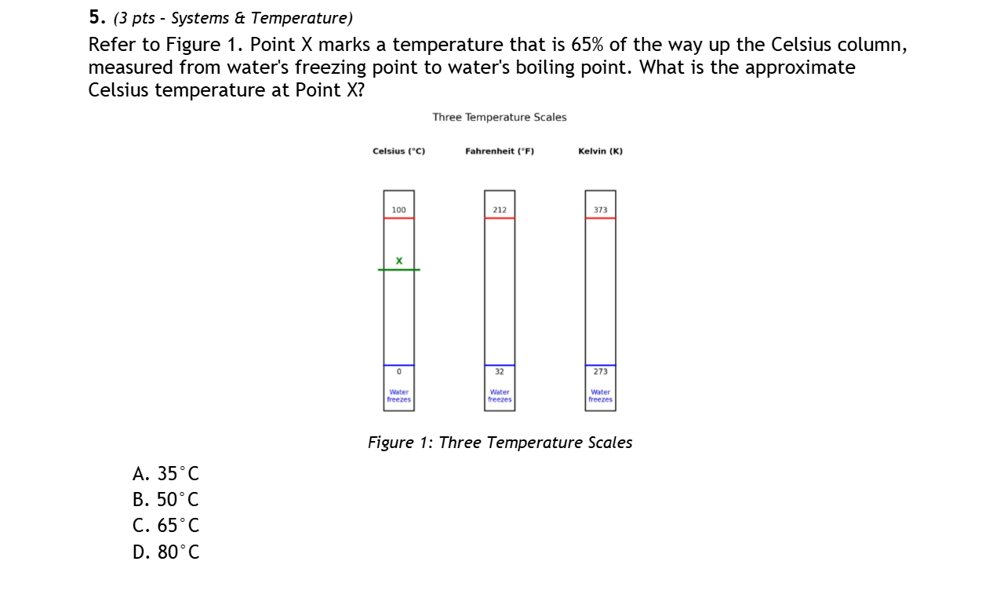 5. (3 pts - Systems & Temperature)
Refer to Figure 1. Point X marks a temperature that is 65% of the way up the Celsius column,
measured from water's freezing point to water's boiling point. What is the approximate
Celsius temperature at Point X?
Three Temperature Scales
Celsius (°C) Fahrenheit (°F) Kelvin (K)
100 212 373
X
0 32 273
Water Water Water
freezes freezes freezes
Figure 1: Three Temperature Scales
A. 35°C
B. 50°C
C. 65°C
D. 80°C